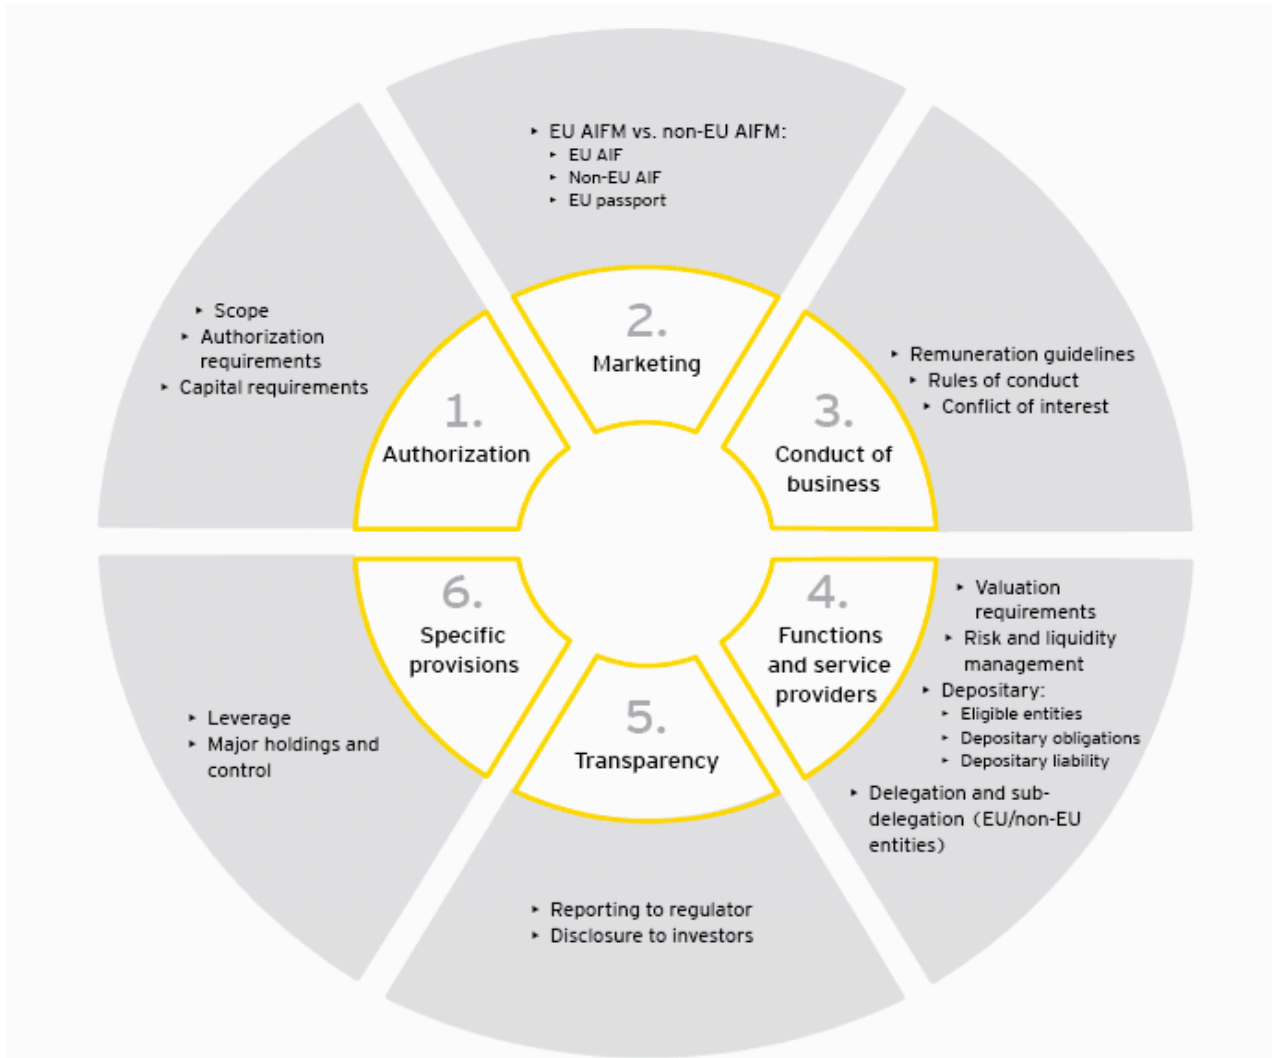 1.
Authorization
▸ Scope
▸ Authorization
requirements
▸ Capital requirements
2.
Marketing
▸ EU AIFM vs. non-EU AIFM:
▸ EU AIF
▸ Non-EU AIF
▸ EU passport
3.
Conduct of
business
▸ Remuneration guidelines
▸ Rules of conduct
▸ Conflict of interest
4.
Functions
and service
providers
▸ Valuation
requirements
▸ Risk and liquidity
management
▸ Depositary:
▸ Eligible entities
▸ Depositary obligations
▸ Depositary liability
▸ Delegation and sub-
delegation (EU/non-EU
entities)
5.
Transparency
▸ Reporting to regulator
▸ Disclosure to investors
6.
Specific
provisions
▸ Leverage
▸ Major holdings and
control